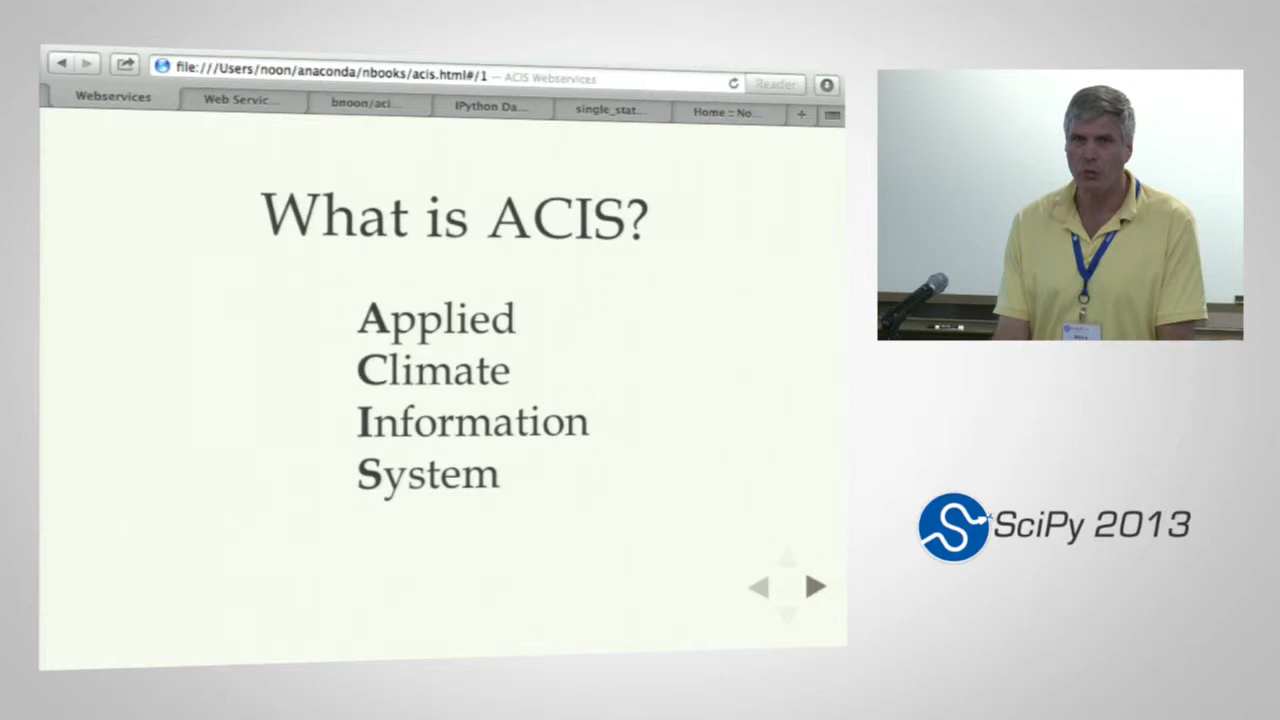 file:///Users/noon/anaconda/nbooks/acis.html#/1 — ACIS Webservices
Reader
Webservices
Web Servic...
bnoon/aci...
IPython Da...
single_stat...
Home :: No...
What is ACIS?
Applied
Climate
Information
System
SciPy 2013